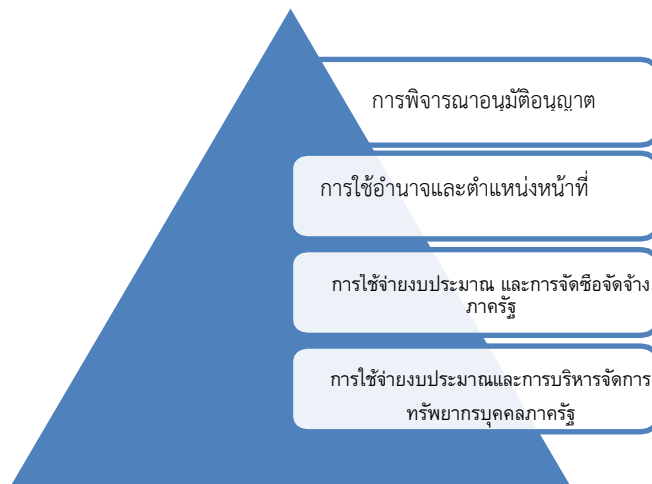 การพิจารณาอนุมัติอนุญาต
การใช้อำนาจและตำแหน่งหน้าที่
การใช้จ่ายงบประมาณ และการจัดซือจัดจ้าง
ภาครัฐ
การใช้จ่ายงบประมาณและการบริหารจัดการ
ทรัพยากรบุคคลภาครัฐ